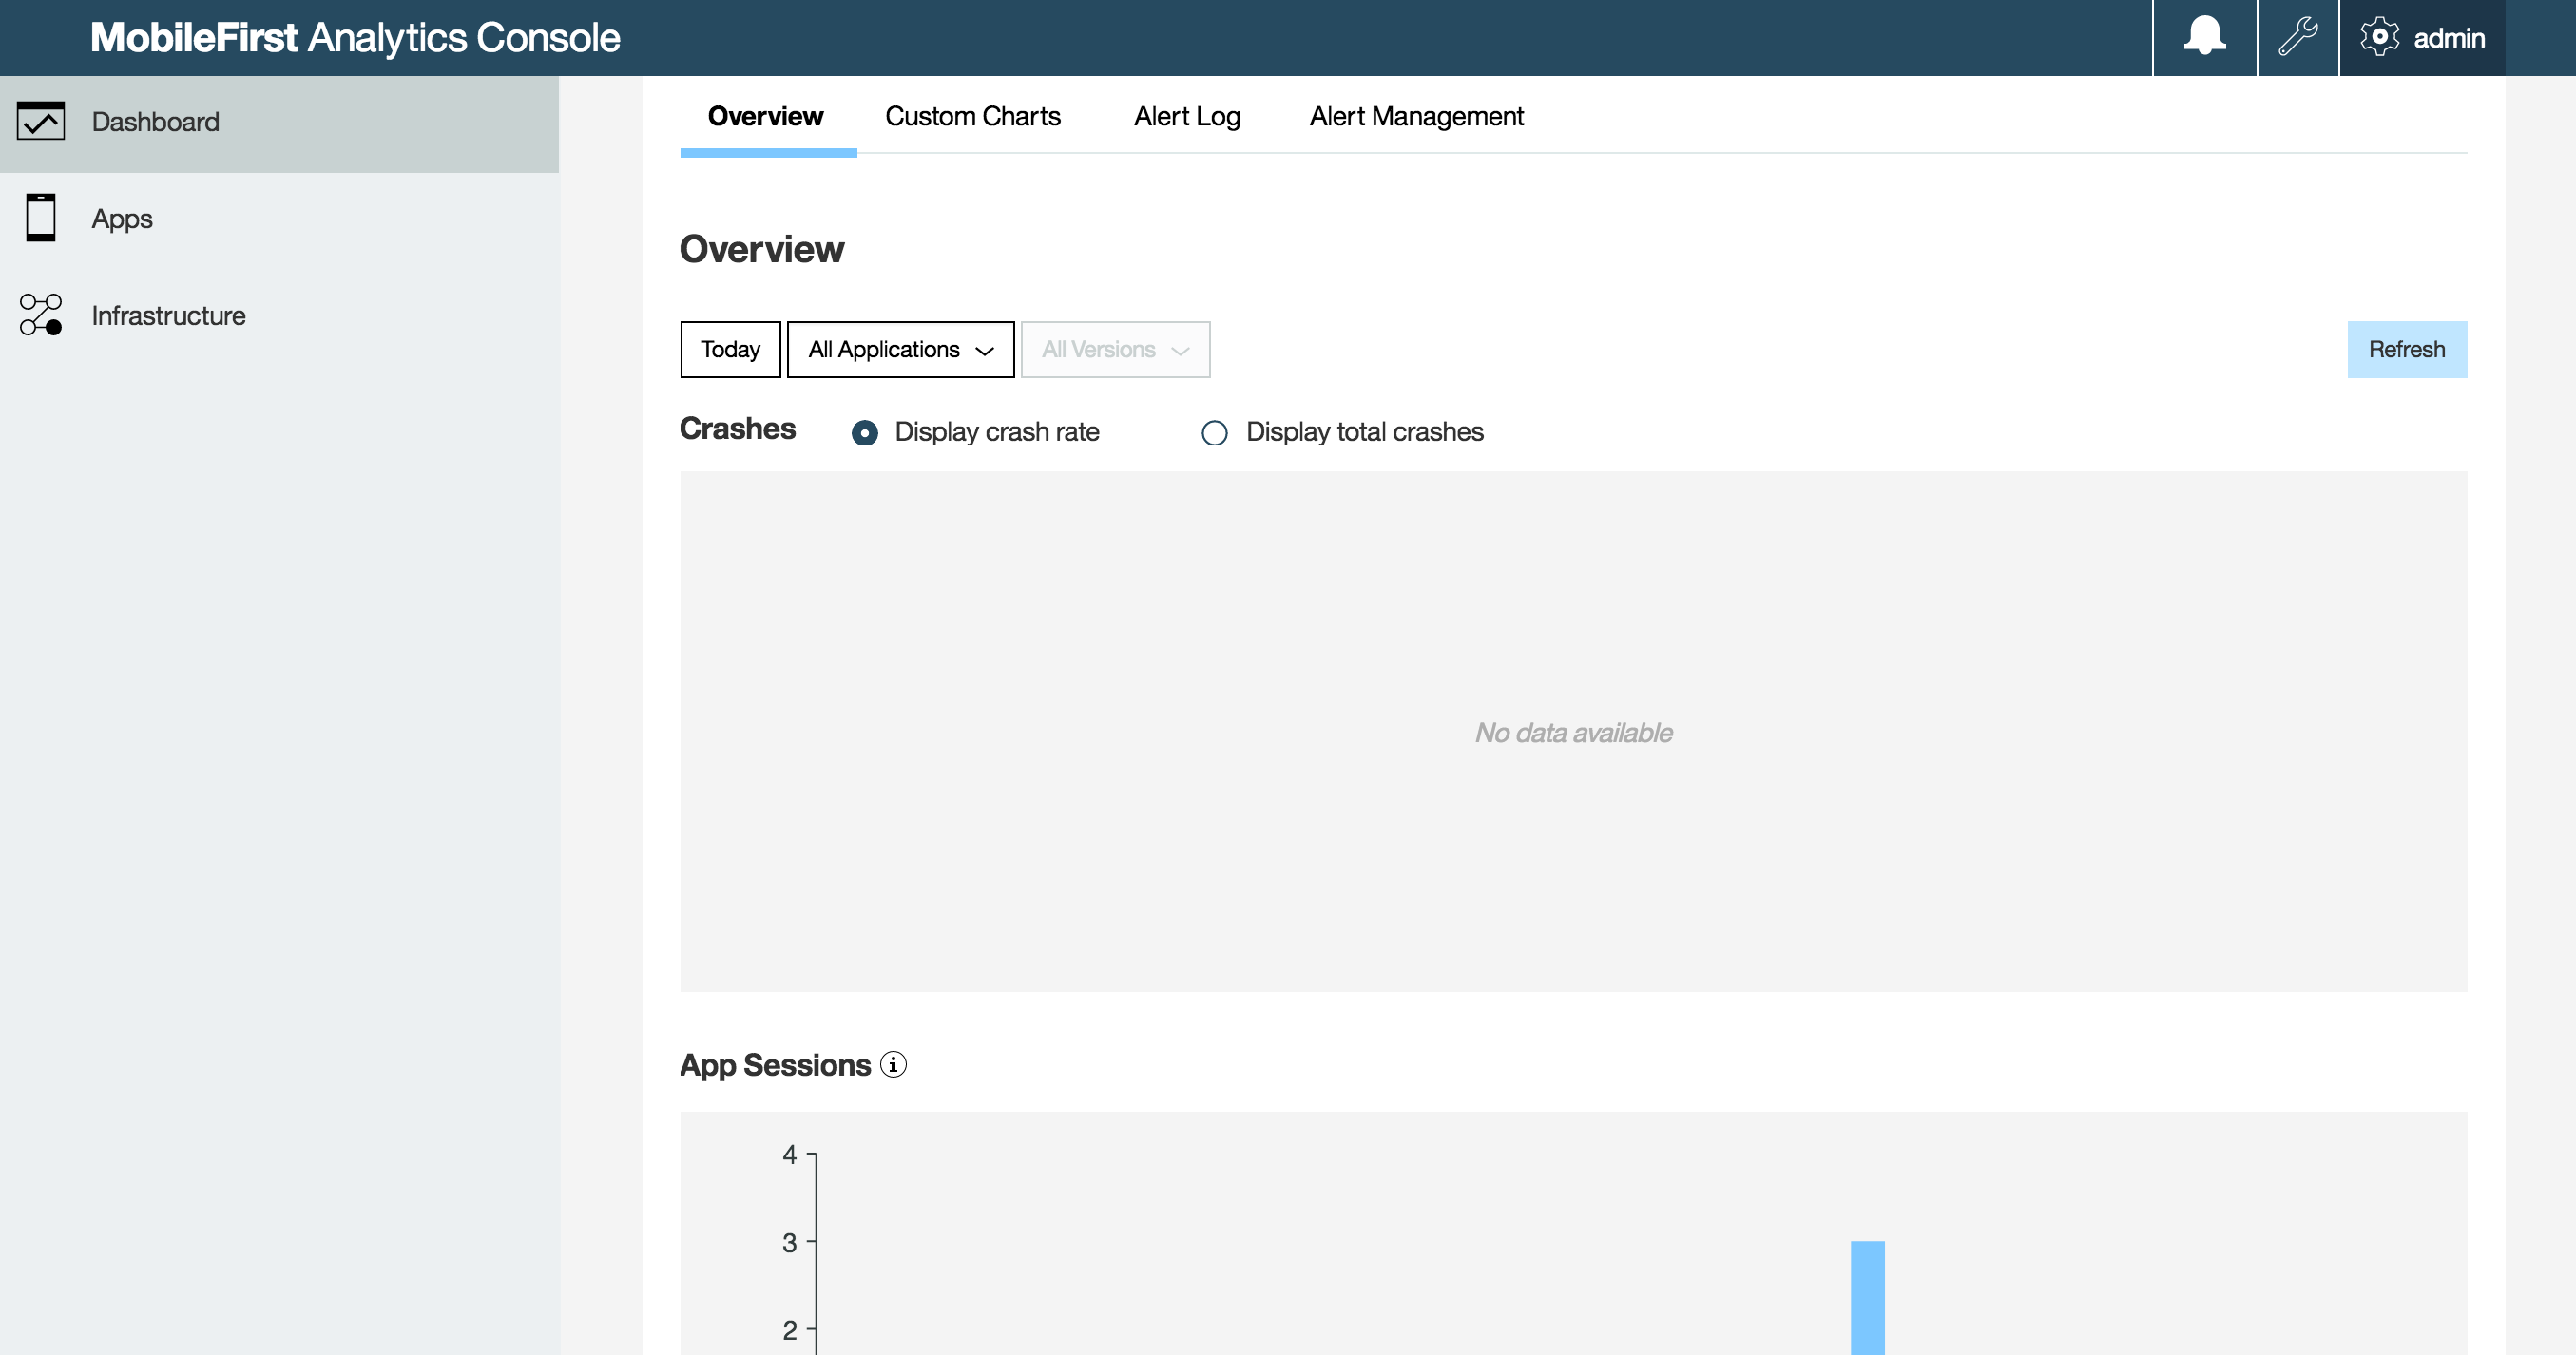 MobileFirst Analytics Console
admin
Dashboard
Apps
Infrastructure
Overview
Custom Charts
Alert Log
Alert Management
Overview
Today
All Applications
All Versions
Refresh
Crashes
Display crash rate
Display total crashes
No data available
App Sessions
4
3
2